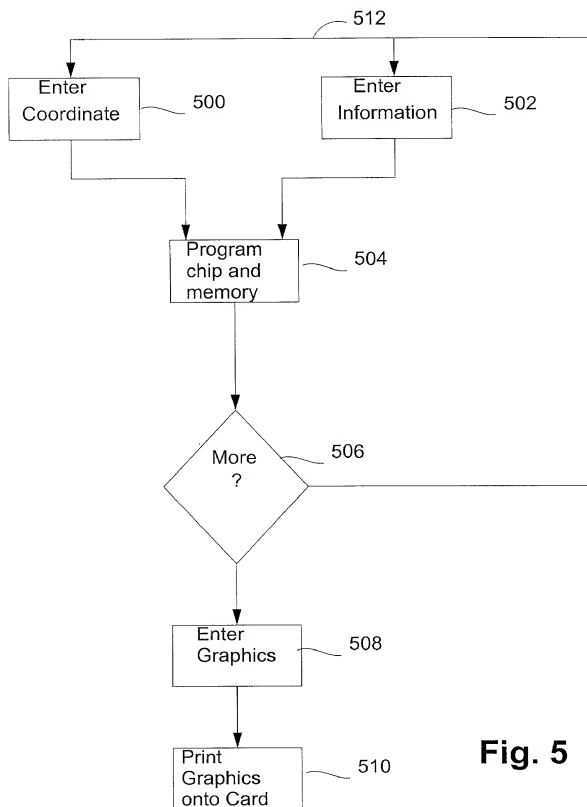 512
Enter
Coordinate
500
Enter
Information
502
Program
chip and
memory
504
More
?
506
Enter
Graphics
508
Print
Graphics
onto Card
510
Fig. 5